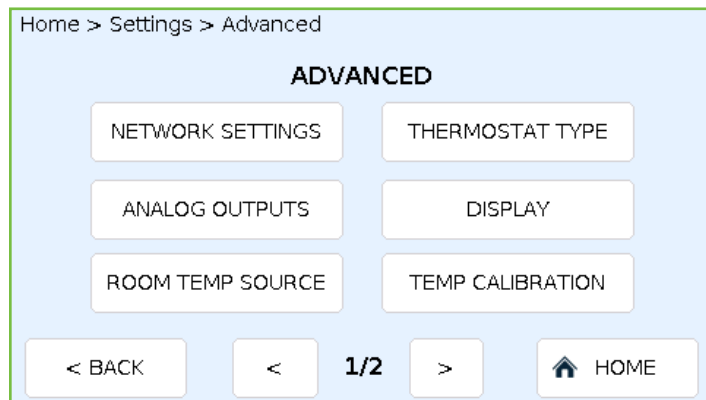 Home > Settings > Advanced
ADVANCED
NETWORK SETTINGS
THERMOSTAT TYPE
ANALOG OUTPUTS
DISPLAY
ROOM TEMP SOURCE
TEMP CALIBRATION
< BACK
<
1/2
>
HOME